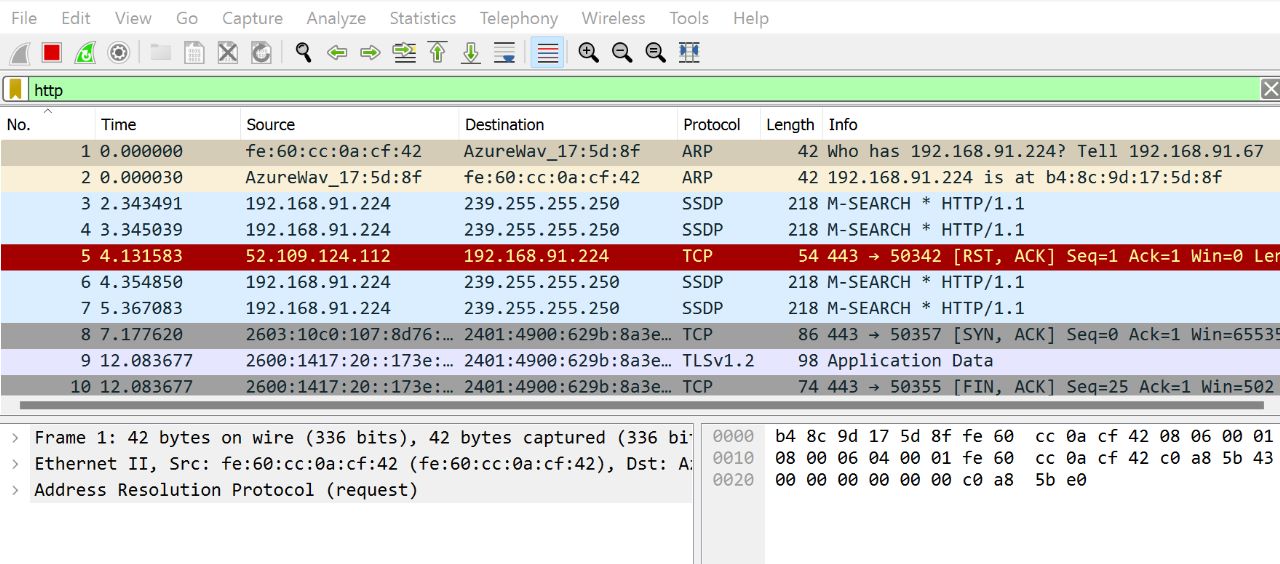 File Edit View Go Capture Analyze Statistics Telephony Wireless Tools Help
http
No. Time Source Destination Protocol Length Info
1 0.000000 fe:60:cc:0a:cf:42 AzureWav_17:5d:8f ARP 42 Who has 192.168.91.224? Tell 192.168.91.67
2 0.000030 AzureWav_17:5d:8f fe:60:cc:0a:cf:42 ARP 42 192.168.91.224 is at b4:8c:9d:17:5d:8f
3 2.343491 192.168.91.224 239.255.255.250 SSDP 218 M-SEARCH * HTTP/1.1
4 3.345039 192.168.91.224 239.255.255.250 SSDP 218 M-SEARCH * HTTP/1.1
5 4.131583 52.109.124.112 192.168.91.224 TCP 54 443 → 50342 [RST, ACK] Seq=1 Ack=1 Win=0 Len
6 4.354850 192.168.91.224 239.255.255.250 SSDP 218 M-SEARCH * HTTP/1.1
7 5.367083 192.168.91.224 239.255.255.250 SSDP 218 M-SEARCH * HTTP/1.1
8 7.177620 2603:10c0:107:8d76:… 2401:4900:629b:8a3e… TCP 86 443 → 50357 [SYN, ACK] Seq=0 Ack=1 Win=65535
9 12.083677 2600:1417:20::173e:… 2401:4900:629b:8a3e… TLSv1.2 98 Application Data
10 12.083677 2600:1417:20::173e:… 2401:4900:629b:8a3e… TCP 74 443 → 50355 [FIN, ACK] Seq=25 Ack=1 Win=502
Frame 1: 42 bytes on wire (336 bits), 42 bytes captured (336 bi
Ethernet II, Src: fe:60:cc:0a:cf:42 (fe:60:cc:0a:cf:42), Dst: A
Address Resolution Protocol (request)
0000 b4 8c 9d 17 5d 8f fe 60 cc 0a cf 42 08 06 00 01
0010 08 00 06 04 00 01 fe 60 cc 0a cf 42 c0 a8 5b 43
0020 00 00 00 00 00 00 c0 a8 5b e0